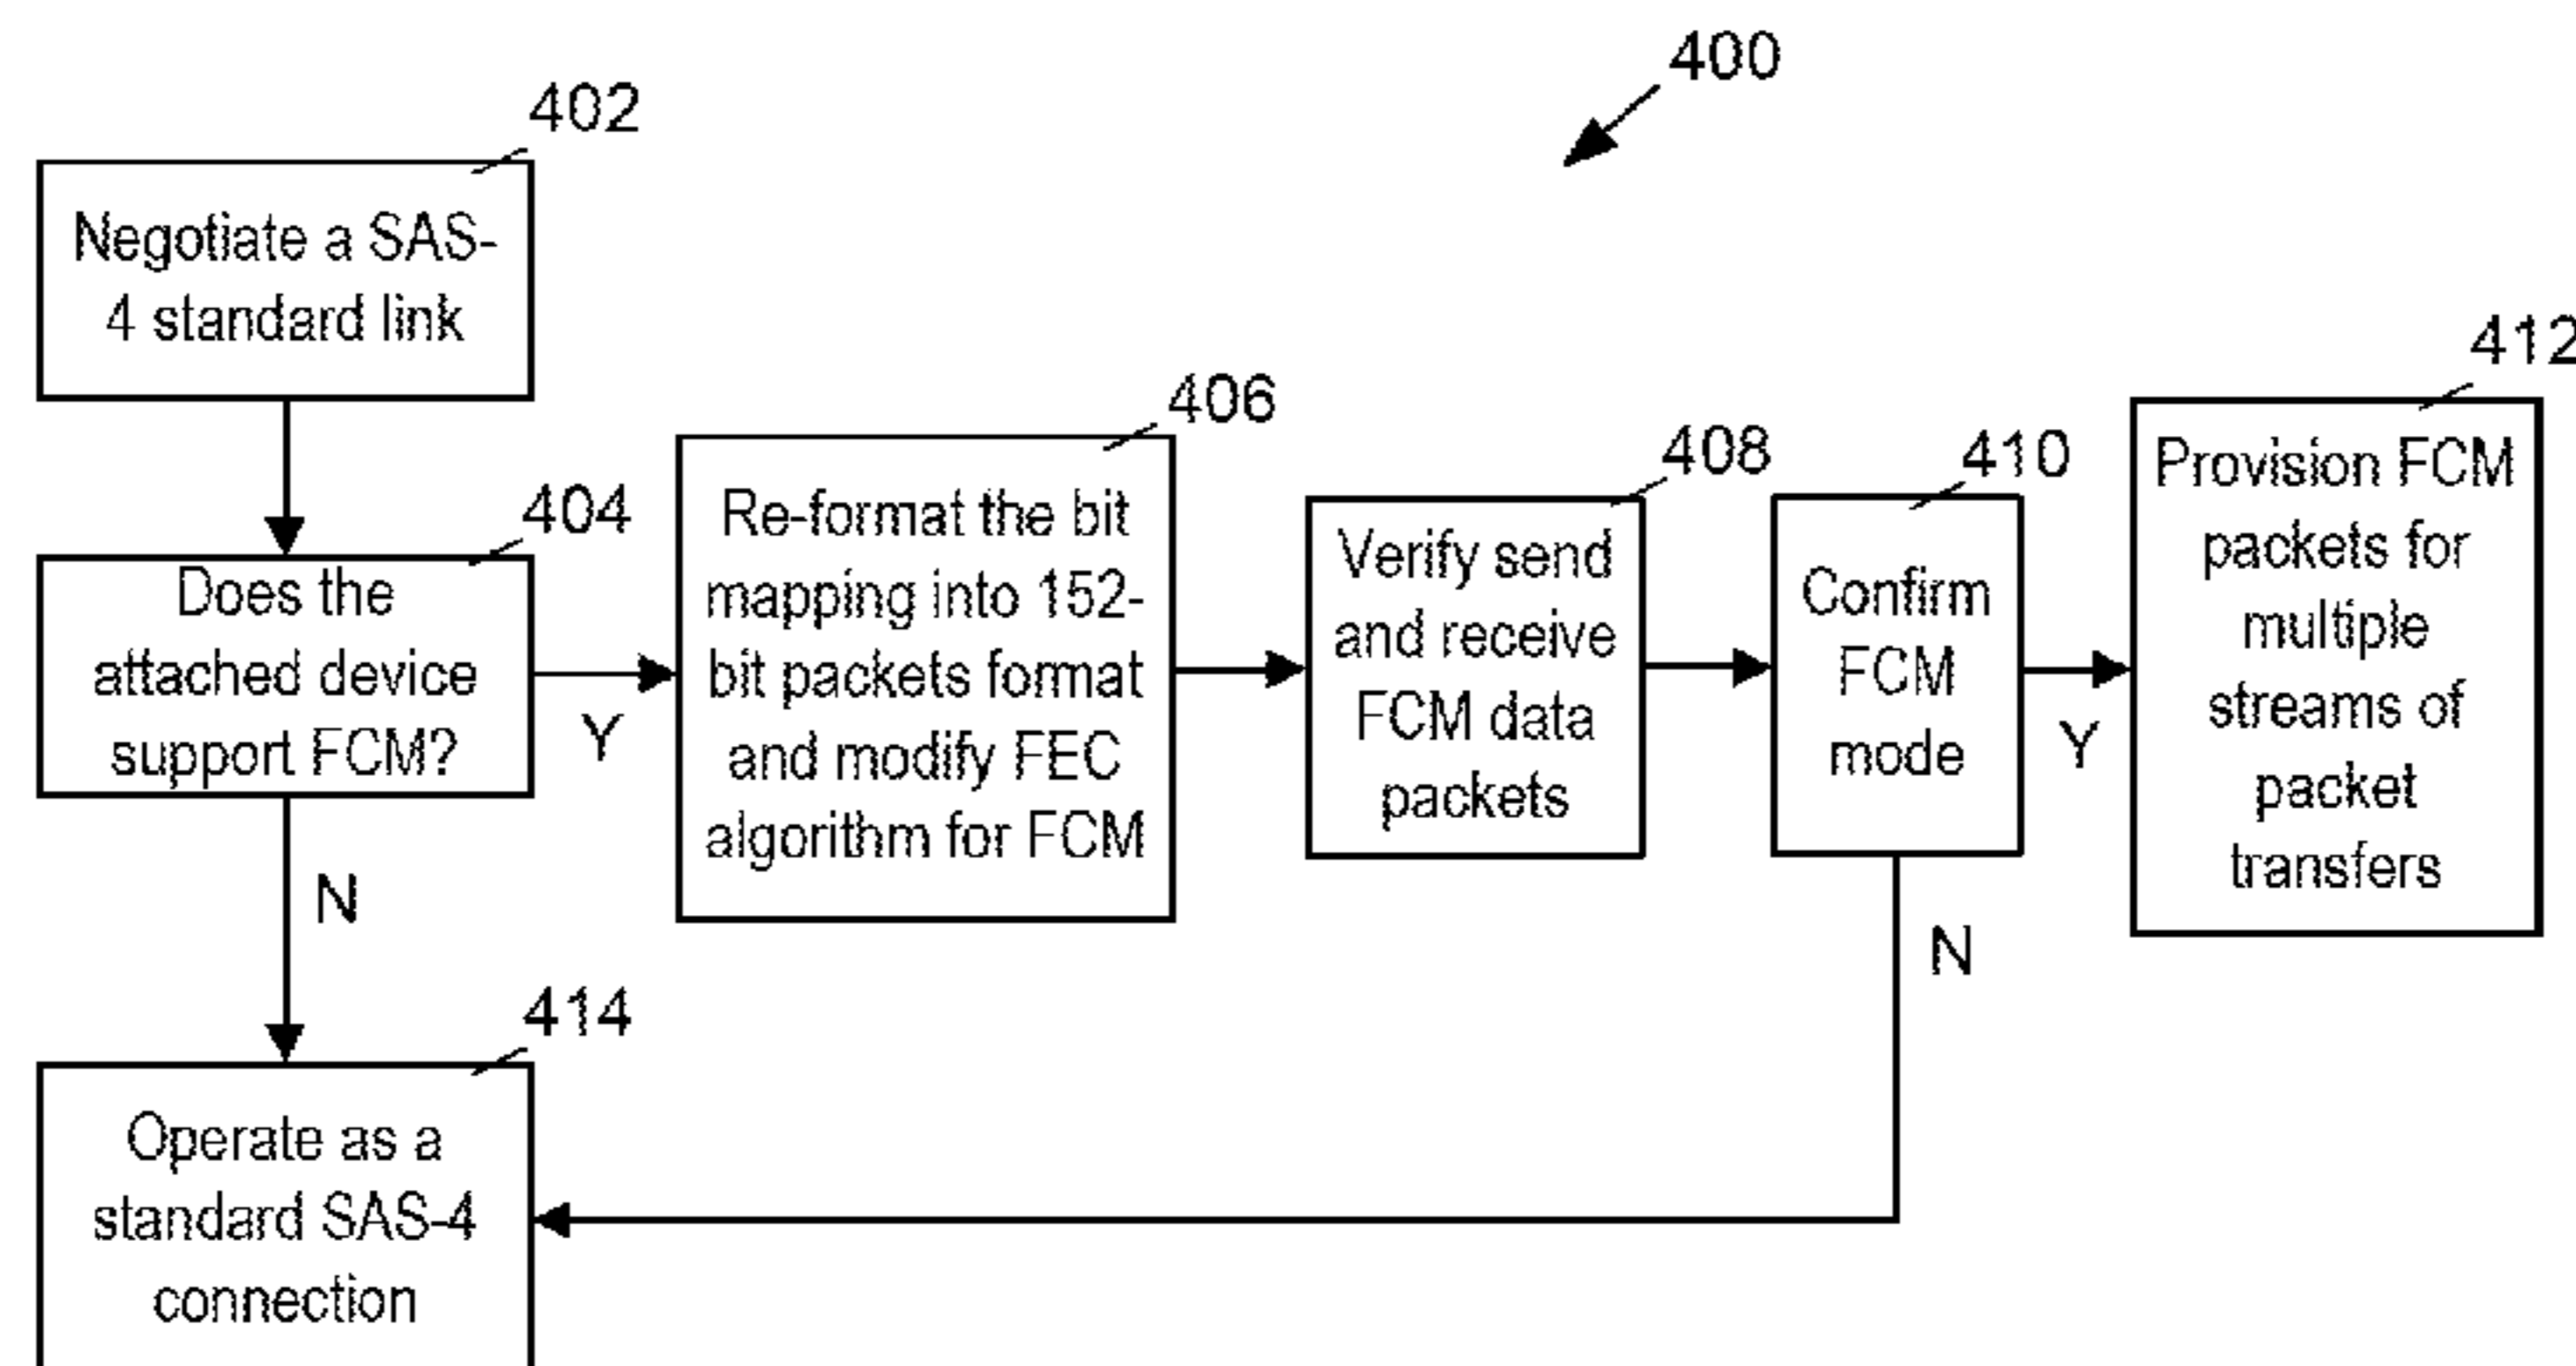 400
402
Negotiate a SAS-
4 standard link
404
Does the
attached device
support FCM?
Y
N
406
Re-format the bit
mapping into 152-
bit packets format
and modify FEC
algorithm for FCM
408
Verify send
and receive
FCM data
packets
410
Confirm
FCM
mode
Y
N
412
Provision FCM
packets for
multiple
streams of
packet
transfers
414
Operate as a
standard SAS-4
connection